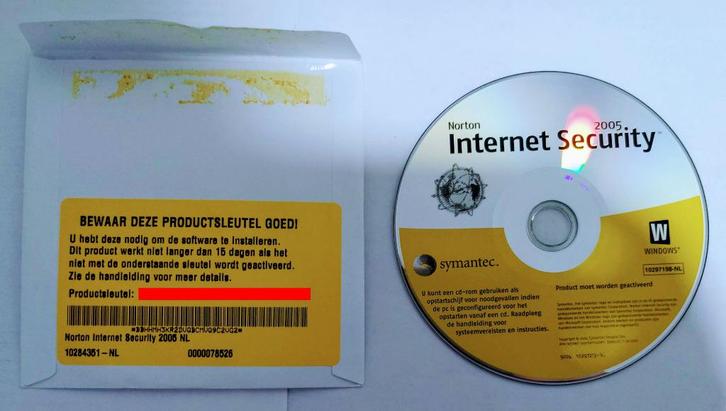 BEWAAR DEZE PRODUCTSLEUTEL GOED!
U hebt deze nodig om de software te installeren.
Dit product werkt niet langer dan 15 dagen als het
niet met de onderstaande sleutel wordt geactiveerd.
Zie de handleiding voor meer details.
Productsleutel:
Norton Internet Security 2005 NL
10284351-NL 0000078526
Norton
Internet Security™
2005
symantec.
W
WINDOWS®
10297198-NL
U kunt een cd-rom gebruiken als
opstartschijf voor noodgevallen indien
de pc is geconfigureerd voor het
opstarten vanaf een cd. Raadpleeg
de handleiding voor
systeemvereisten en instructies.
Product moet worden geactiveerd